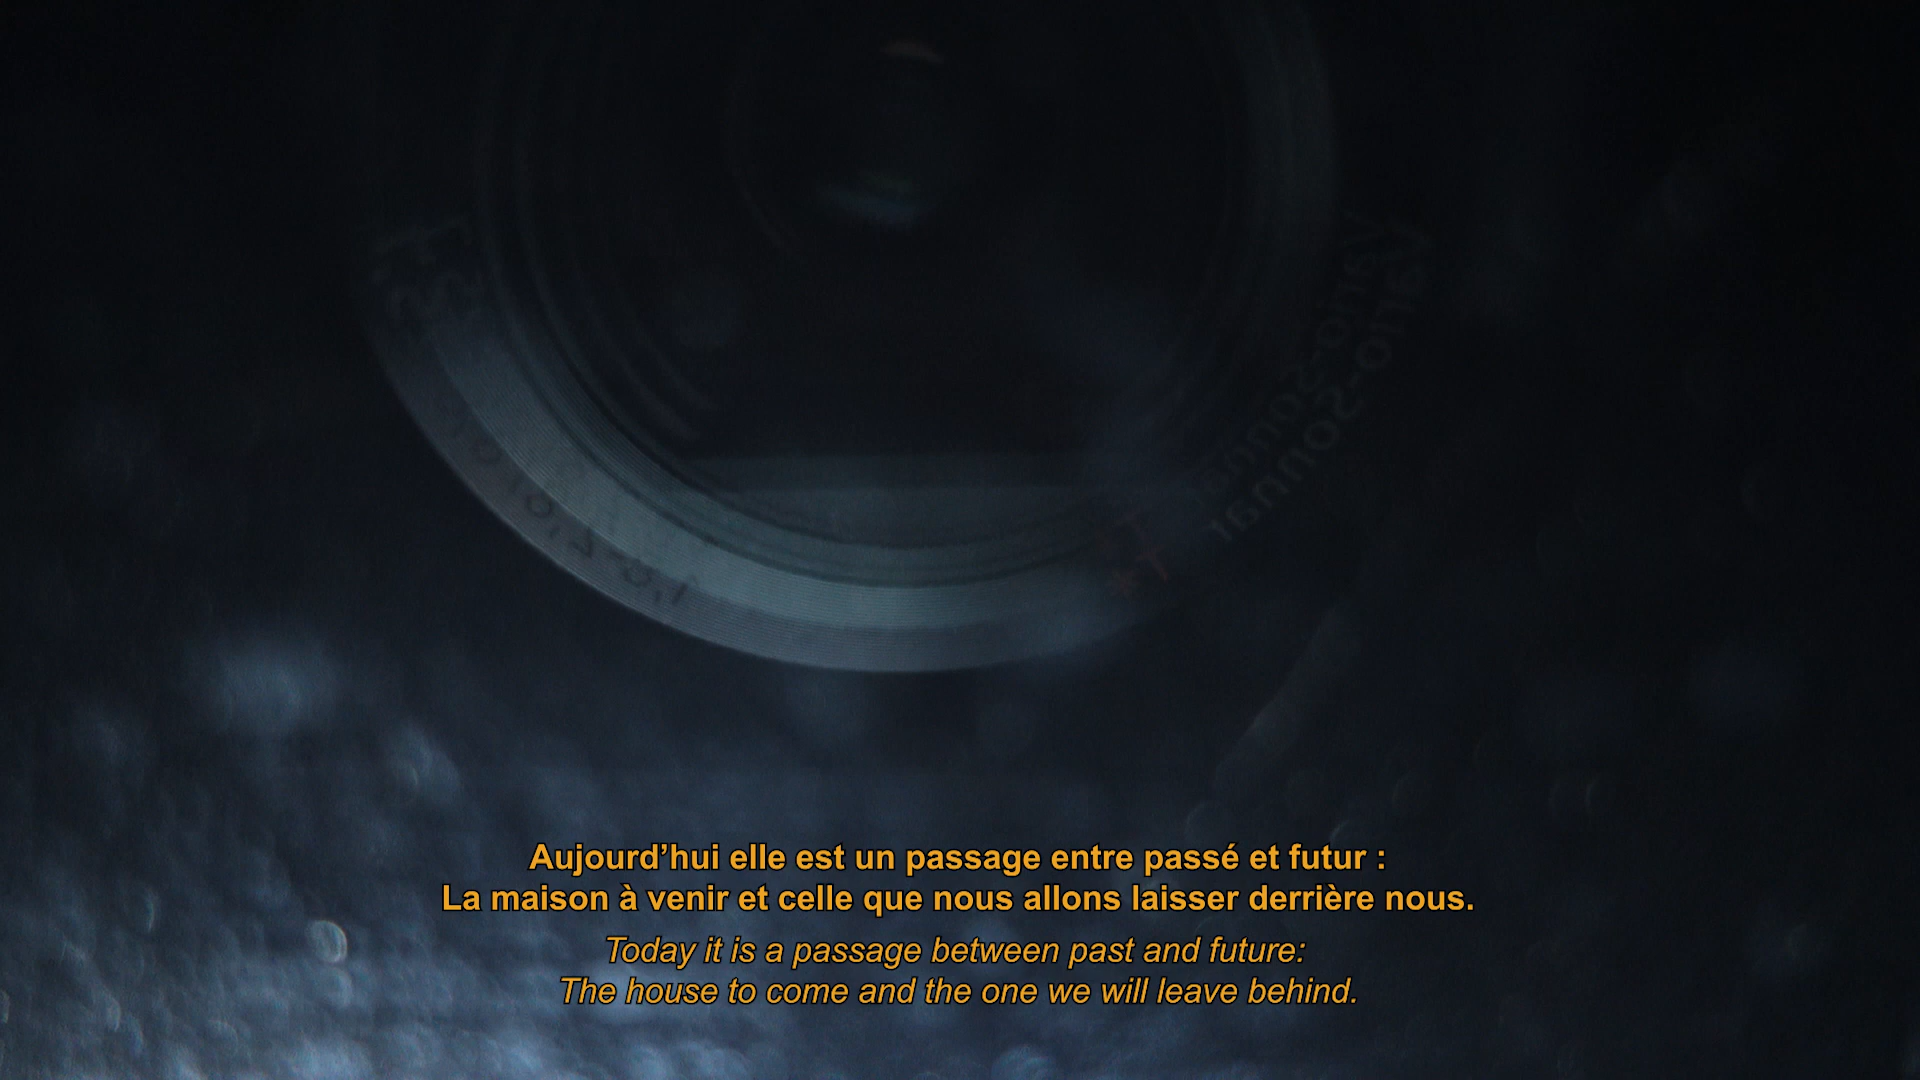 Vario-Sonnar
T*
Aujourd’hui elle est un passage entre passé et futur :
La maison à venir et celle que nous allons laisser derrière nous.
Today it is a passage between past and future:
The house to come and the one we will leave behind.